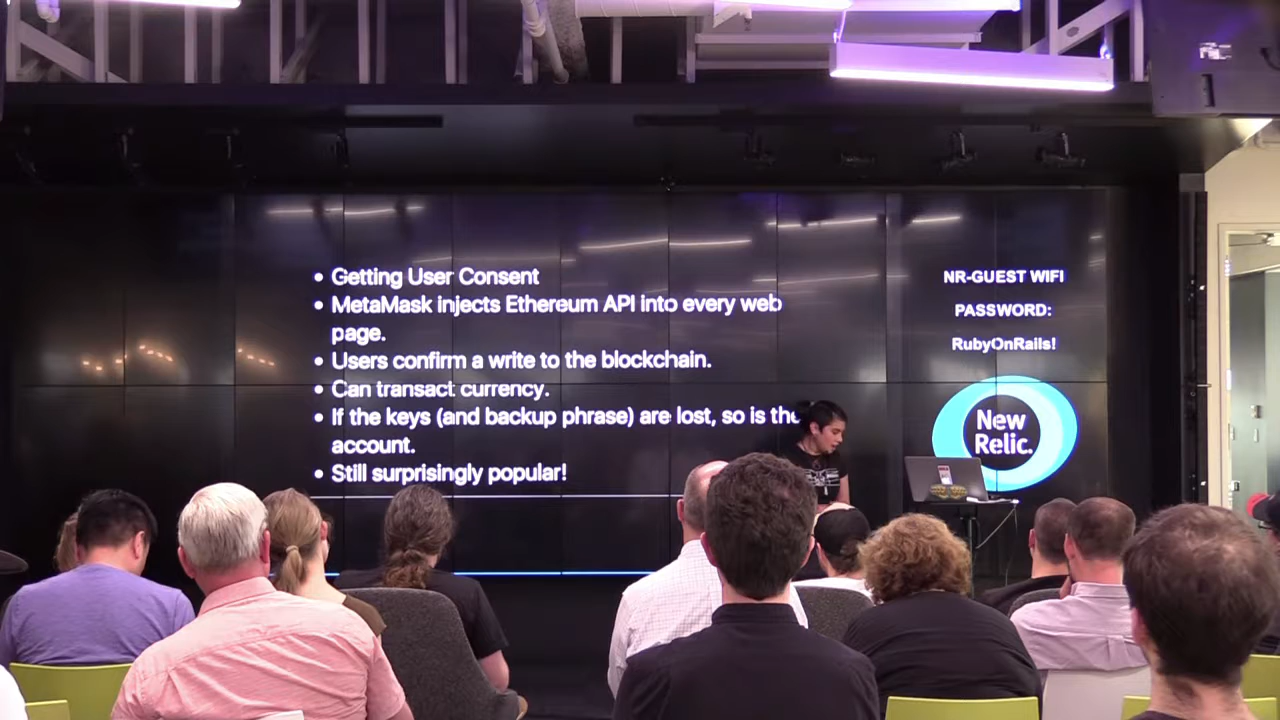 • Getting User Consent
• MetaMask injects Ethereum API into every web
page.
• Users confirm a write to the blockchain.
• Can transact currency.
• If the keys (and backup phrase) are lost, so is the
account.
• Still surprisingly popular!
NR-GUEST WIFI
PASSWORD:
RubyOnRails!
New
Relic.